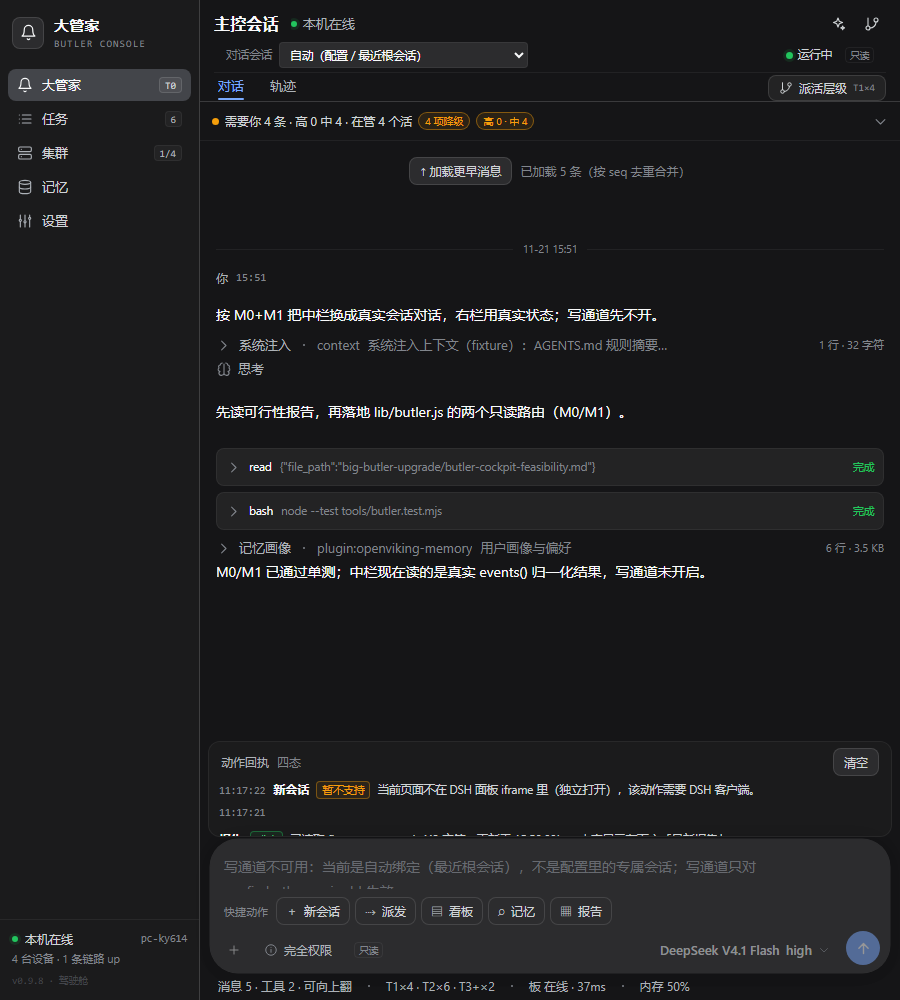 大管家
BUTLER CONSOLE
大管家 T0
任务 6
集群 1/4
记忆
设置
本机在线 pc-ky614
4 台设备 · 1 条链路 up
v0.9.8 · 驾驶舱
主控会话 本机在线
对话会话 自动（配置 / 最近根会话） 运行中 只读
对话 轨迹 派活层级 T1×4
需要你 4 条 · 高 0 中 4 · 在管 4 个活 4 项降级 高 0 · 中 4
↑ 加载更早消息 已加载 5 条（按 seq 去重合并）
11-21 15:51
你 15:51
按 M0+M1 把中栏换成真实会话对话，右栏用真实状态；写通道先不开。
系统注入 · context 系统注入上下文（fixture）：AGENTS.md 规则摘要… 1 行 · 32 字符
思考
先读可行性报告，再落地 lib/butler.js 的两个只读路由（M0/M1）。
read {"file_path":"big-butler-upgrade/butler-cockpit-feasibility.md"} 完成
bash node --test tools/butler.test.mjs 完成
记忆画像 · plugin:openviking-memory 用户画像与偏好 6 行 · 3.5 KB
M0/M1 已通过单测；中栏现在读的是真实 events() 归一化结果，写通道未开启。
动作回执 四态 清空
11:17:22 新会话 暂不支持 当前页面不在 DSH 面板 iframe 里（独立打开），该动作需要 DSH 客户端。
11:17:21
写通道不可用：当前是自动绑定（最近根会话），不是配置里的专属会话；写通道只对
快捷动作 + 新会话 派发 看板 记忆 报告
+ 完全权限 只读 DeepSeek V4.1 Flash high
消息 5 · 工具 2 · 可向上翻 · T1×4 · T2×6 · T3+×2 · 板 在线 · 37ms · 内存 50%